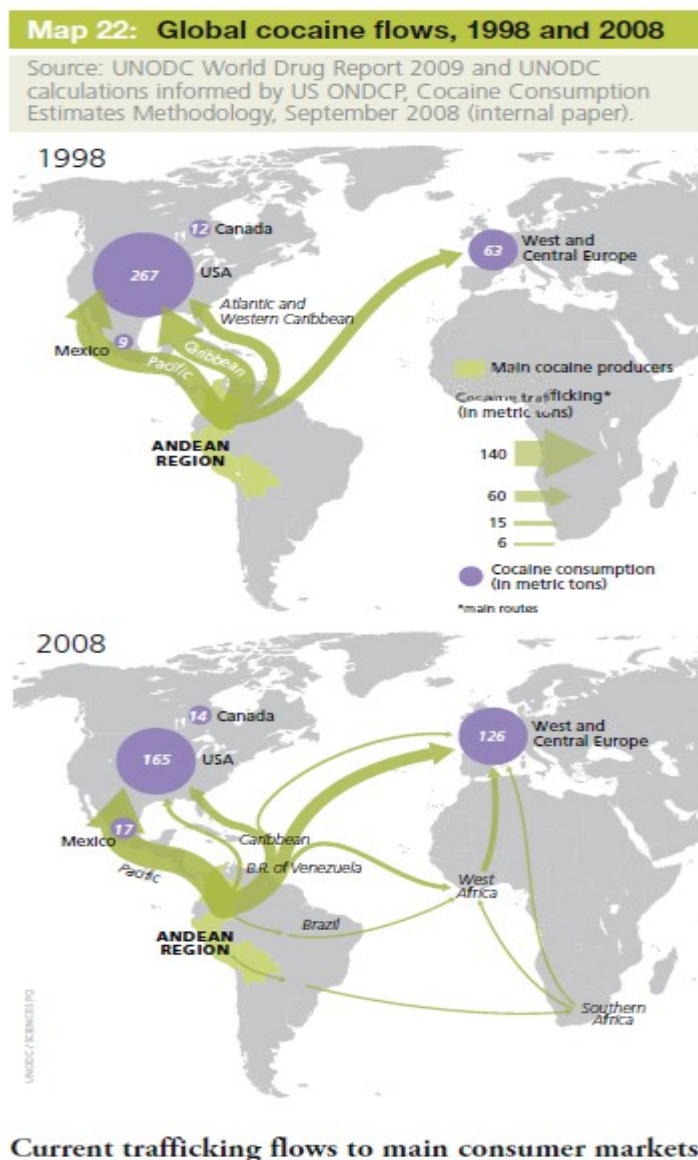 Map 22: Global cocaine flows, 1998 and 2008
Source: UNODC World Drug Report 2009 and UNODC
calculations informed by US ONDCP, Cocaine Consumption
Estimates Methodology, September 2008 (internal paper).
1998
12 Canada
267 USA
63 West and
Central Europe
Atlantic and
Western Caribbean
Mexico 9
Pacific
Caribbean
ANDEAN
REGION
Main cocaine producers
Cocaine trafficking*
(in metric tons)
140
60
15
6
Cocaine consumption
(in metric tons)
*main routes
2008
14 Canada
165 USA
126 West and
Central Europe
Mexico 17
Pacific
Caribbean
B.R. of Venezuela
West
Africa
Brazil
ANDEAN
REGION
Southern
Africa
UNODC / SCIENCES PO
Current trafficking flows to main consumer markets